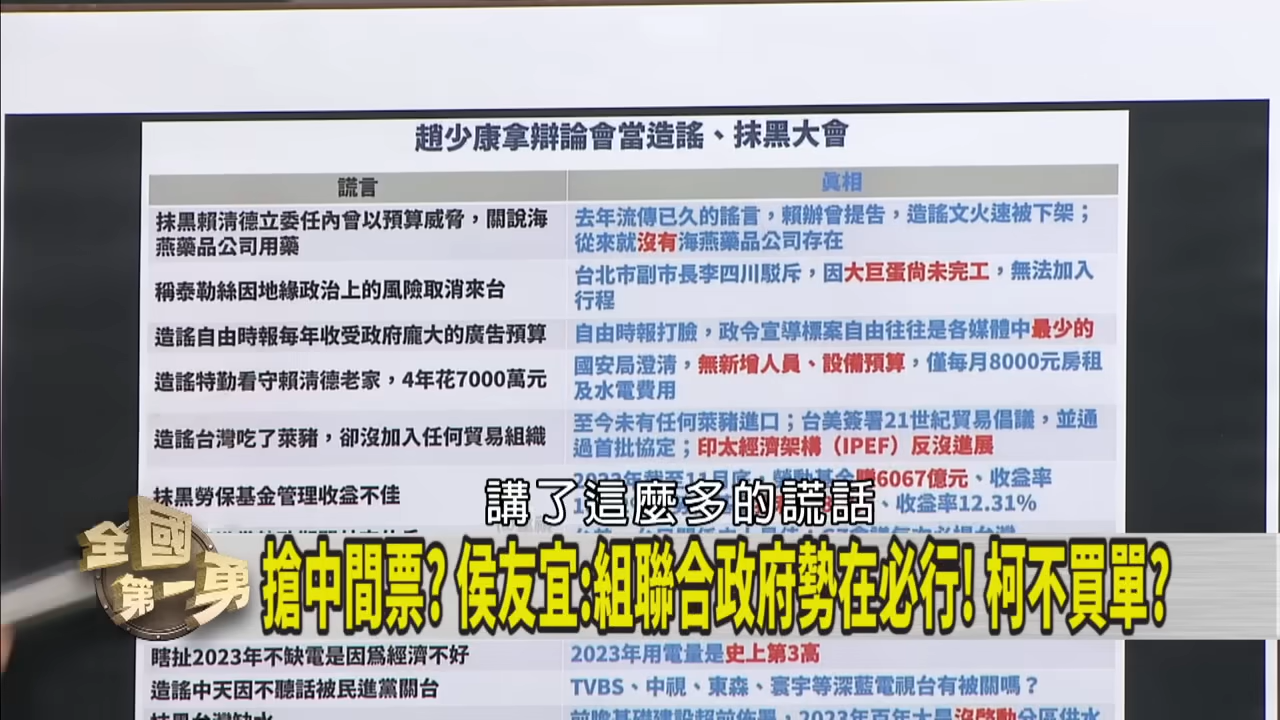 趙少康拿辯論會當造謠、抹黑大會
謊言
真相
抹黑賴清德立委任內曾以預算威脅，關說海
燕藥品公司用藥
去年流傳已久的謠言，賴辦曾提告，造謠文火速被下架；
從來就沒有海燕藥品公司存在
稱泰勒絲因地緣政治上的風險取消來台
台北市副市長李四川駁斥，因大巨蛋尚未完工，無法加入
行程
造謠自由時報每年收受政府龐大的廣告預算
自由時報打臉，政令宣導標案自由往往是各媒體中最少的
造謠特勤看守賴清德老家，4年花7000萬元
國安局澄清，無新增人員、設備預算，僅每月8000元房租
及水電費用
造謠台灣吃了萊豬，卻沒加入任何貿易組織
至今未有任何萊豬進口；台美簽署21世紀貿易倡議，並通
過首批協定；印太經濟架構（IPEF）反沒進展
抹黑勞保基金管理收益不佳
6067億元、收益率
、收益率12.31%
講了這麼多的謊話
全國第一勇
搶中間票? 侯友宜:組聯合政府勢在必行! 柯不買單?
瞎扯2023年不缺電是因為經濟不好
2023年用電量是史上第3高
造謠中天因不聽話被民進黨關台
TVBS、中視、東森、寰宇等深藍電視台有被關嗎？